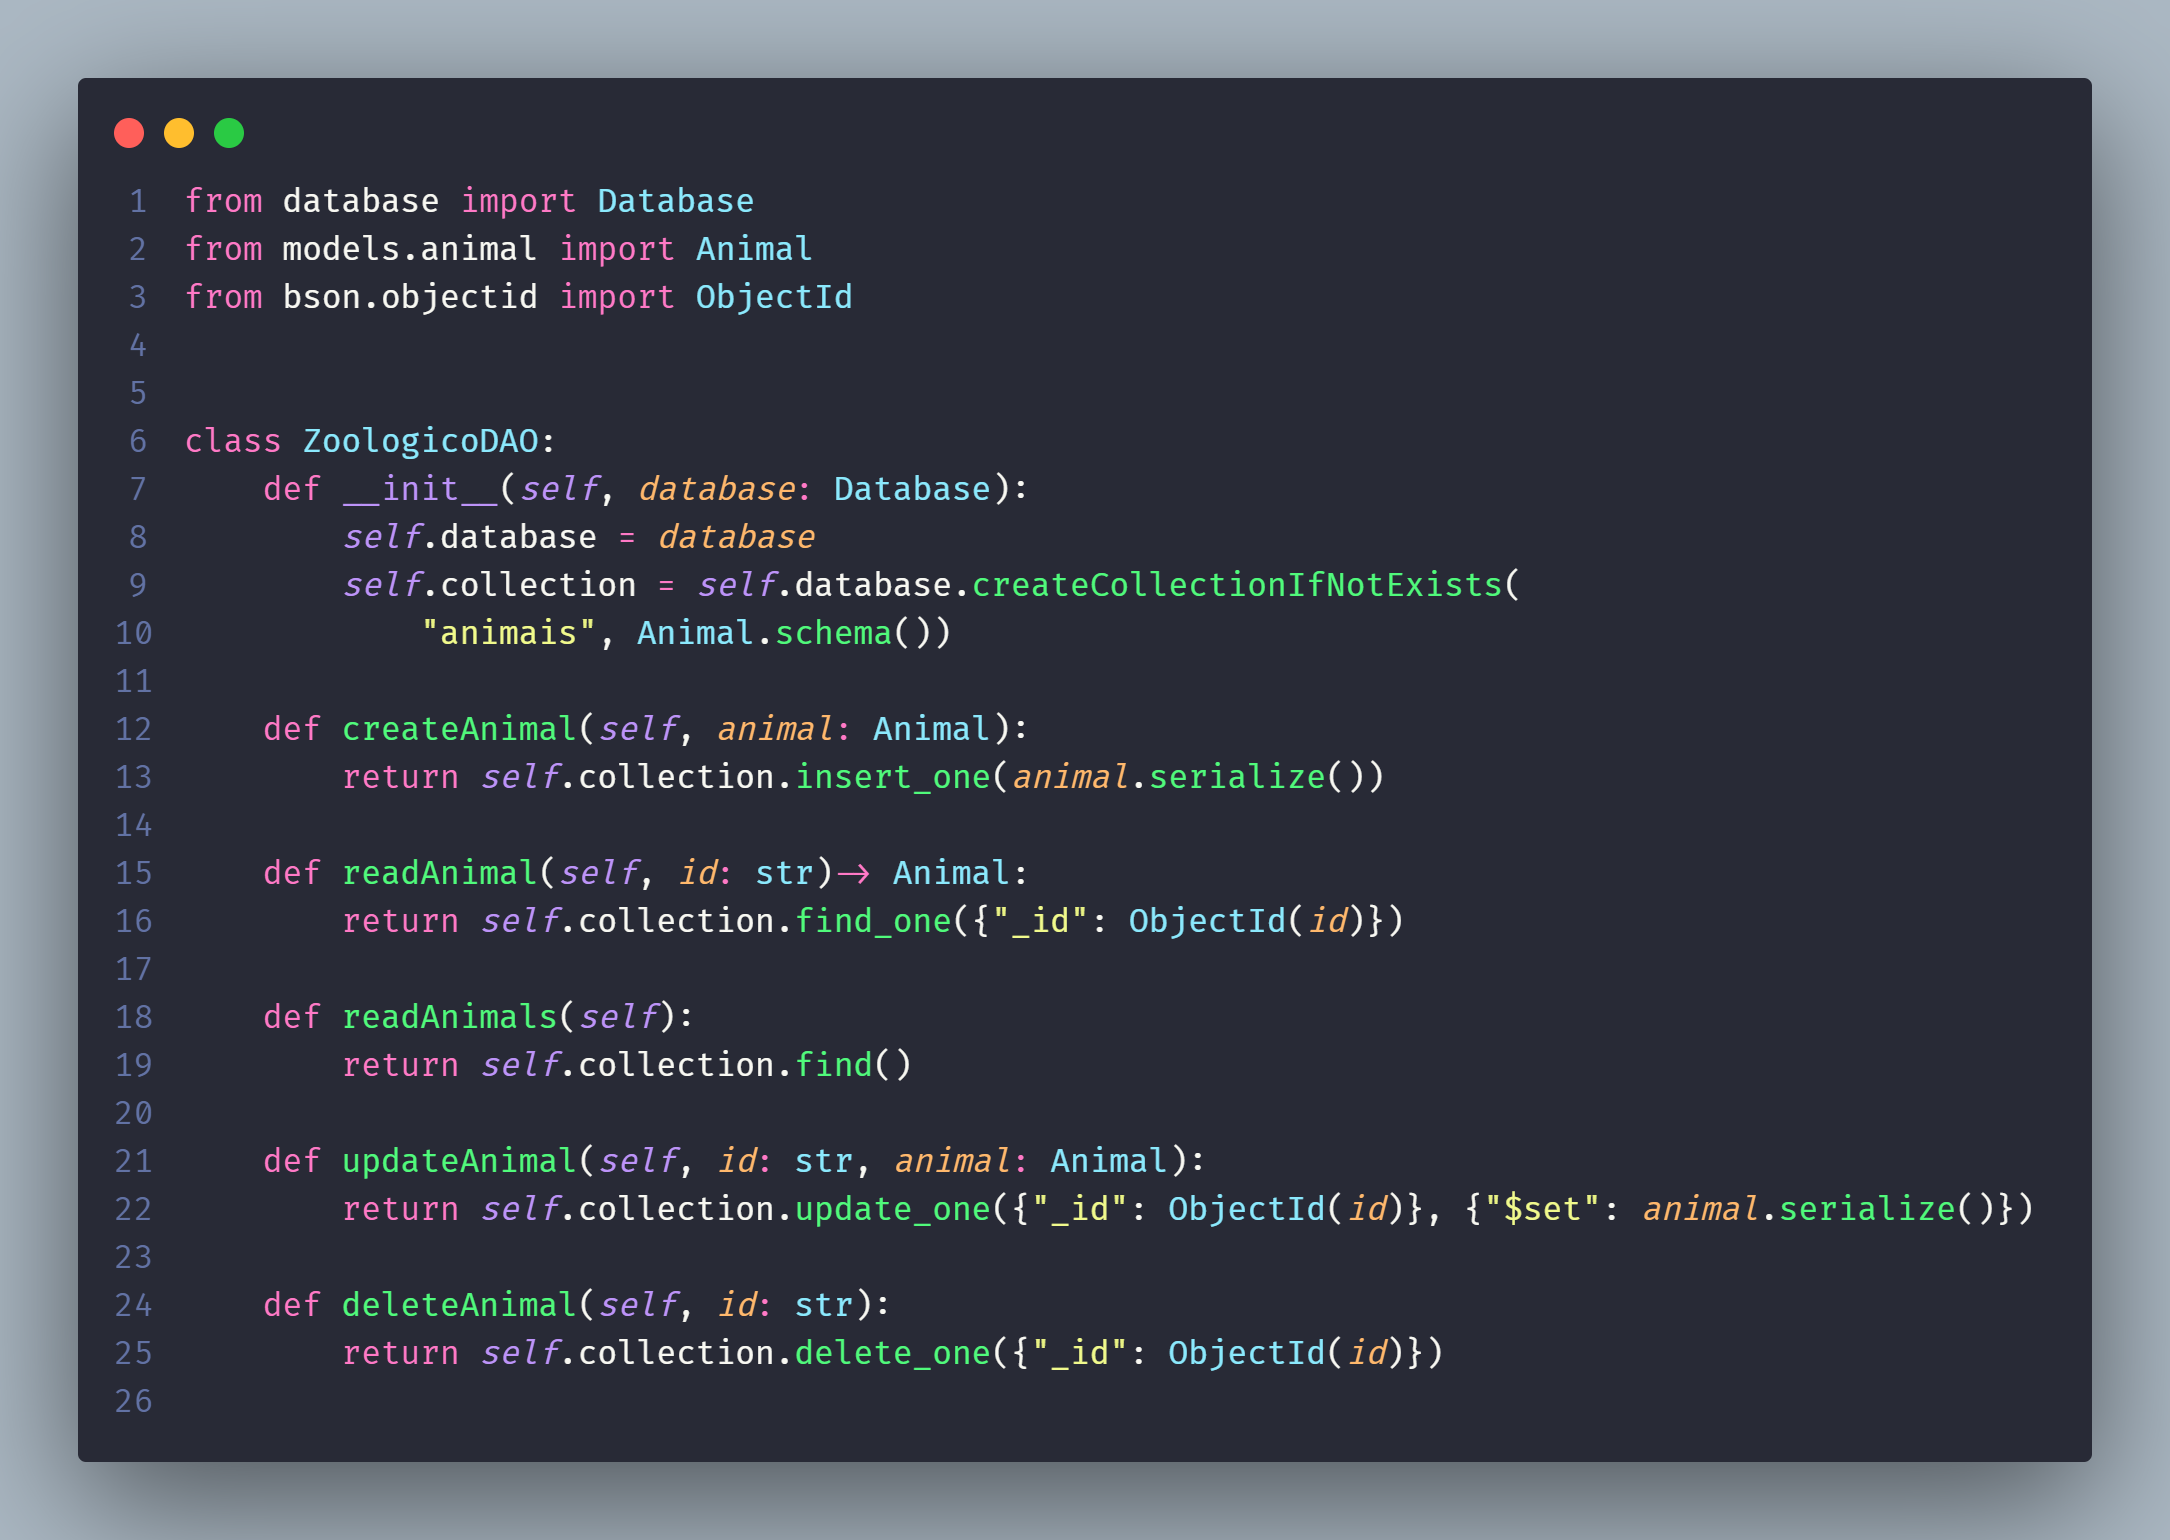 1 from database import Database
2 from models.animal import Animal
3 from bson.objectid import ObjectId
4
5
6 class ZoologicoDAO:
7     def __init__(self, database: Database):
8         self.database = database
9         self.collection = self.database.createCollectionIfNotExists(
10             "animais", Animal.schema())
11
12     def createAnimal(self, animal: Animal):
13         return self.collection.insert_one(animal.serialize())
14
15     def readAnimal(self, id: str)-> Animal:
16         return self.collection.find_one({"_id": ObjectId(id)})
17
18     def readAnimals(self):
19         return self.collection.find()
20
21     def updateAnimal(self, id: str, animal: Animal):
22         return self.collection.update_one({"_id": ObjectId(id)}, {"$set": animal.serialize()})
23
24     def deleteAnimal(self, id: str):
25         return self.collection.delete_one({"_id": ObjectId(id)})
26